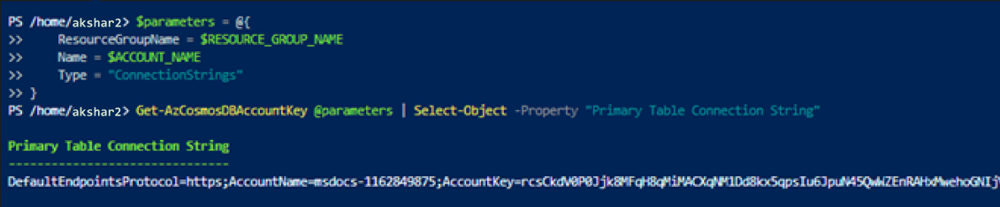 PS /home/akshar2> $parameters = @{
>>     ResourceGroupName = $RESOURCE_GROUP_NAME
>>     Name = $ACCOUNT_NAME
>>     Type = "ConnectionStrings"
>> }
PS /home/akshar2> Get-AzCosmosDBAccountKey @parameters | Select-Object -Property "Primary Table Connection String"
Primary Table Connection String
-------------------------------
DefaultEndpointsProtocol=https;AccountName=msdocs-1162849875;AccountKey=